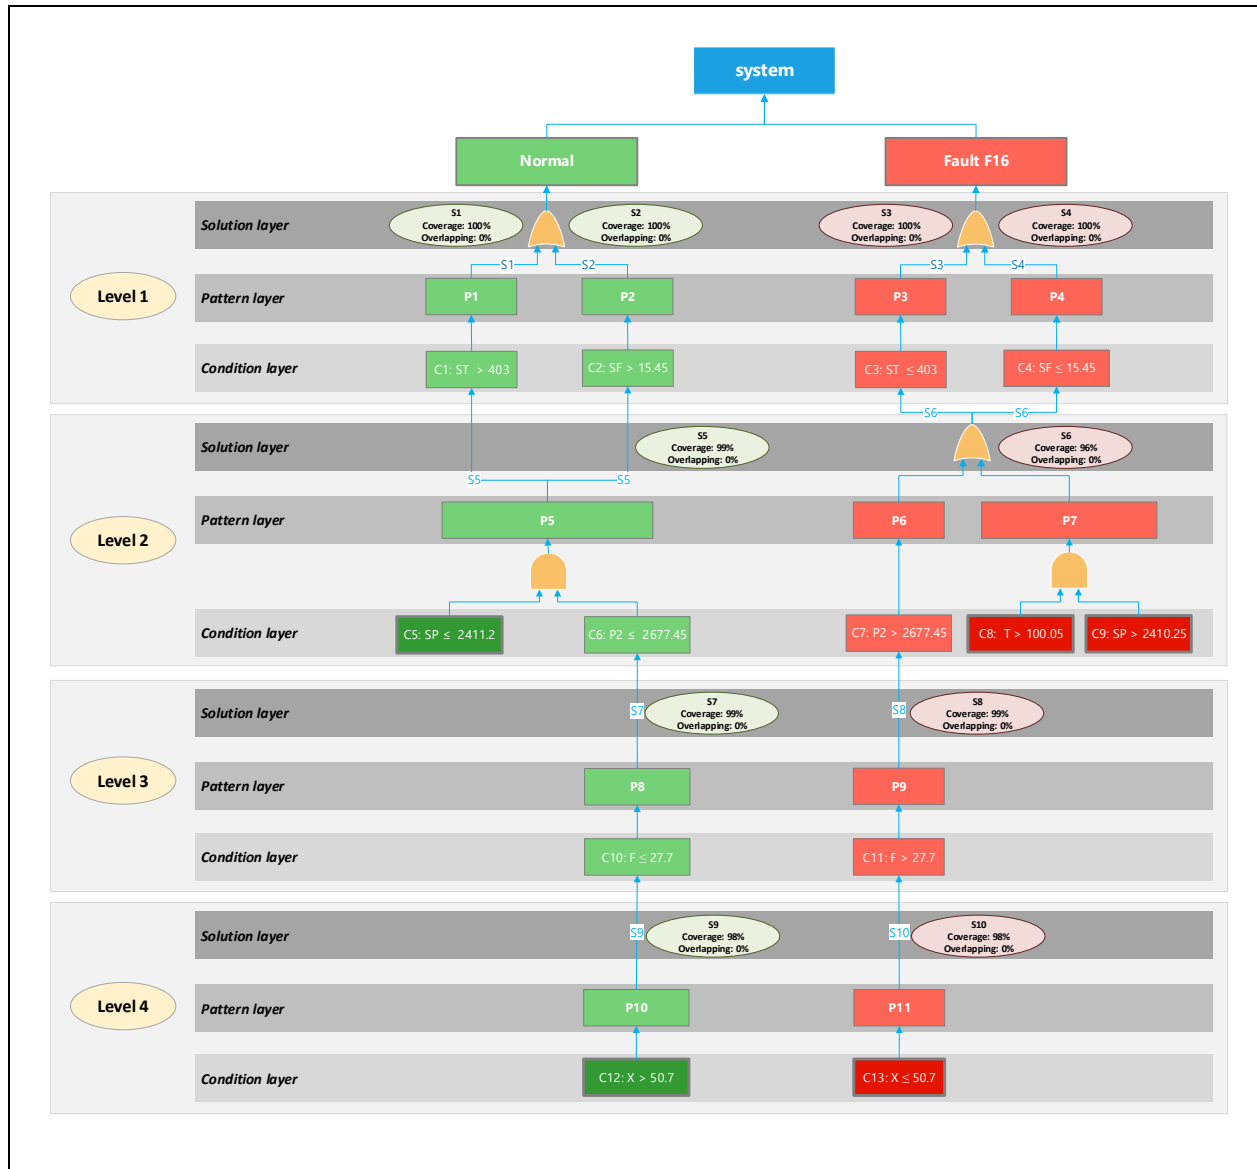 system
Normal
Fault F16
Solution layer
S1
Coverage: 100%
Overlapping: 0%
S2
Coverage: 100%
Overlapping: 0%
S3
Coverage: 100%
Overlapping: 0%
S4
Coverage: 100%
Overlapping: 0%
S1
S2
S3
S4
Level 1
Pattern layer
P1
P2
P3
P4
Condition layer
C1: ST > 403
C2: SF > 15.45
C3: ST ≤ 403
C4: SF ≤ 15.45
S6
S6
Solution layer
S5
Coverage: 99%
Overlapping: 0%
S6
Coverage: 96%
Overlapping: 0%
S5
S5
Level 2
Pattern layer
P5
P6
P7
Condition layer
C5: SP ≤ 2411.2
C6: P2 ≤ 2677.45
C7: P2 > 2677.45
C8: T > 100.05
C9: SP > 2410.25
Solution layer
S7
S7
Coverage: 99%
Overlapping: 0%
S8
S8
Coverage: 99%
Overlapping: 0%
Level 3
Pattern layer
P8
P9
Condition layer
C10: F ≤ 27.7
C11: F > 27.7
Solution layer
S9
S9
Coverage: 98%
Overlapping: 0%
S10
S10
Coverage: 98%
Overlapping: 0%
Level 4
Pattern layer
P10
P11
Condition layer
C12: X > 50.7
C13: X ≤ 50.7